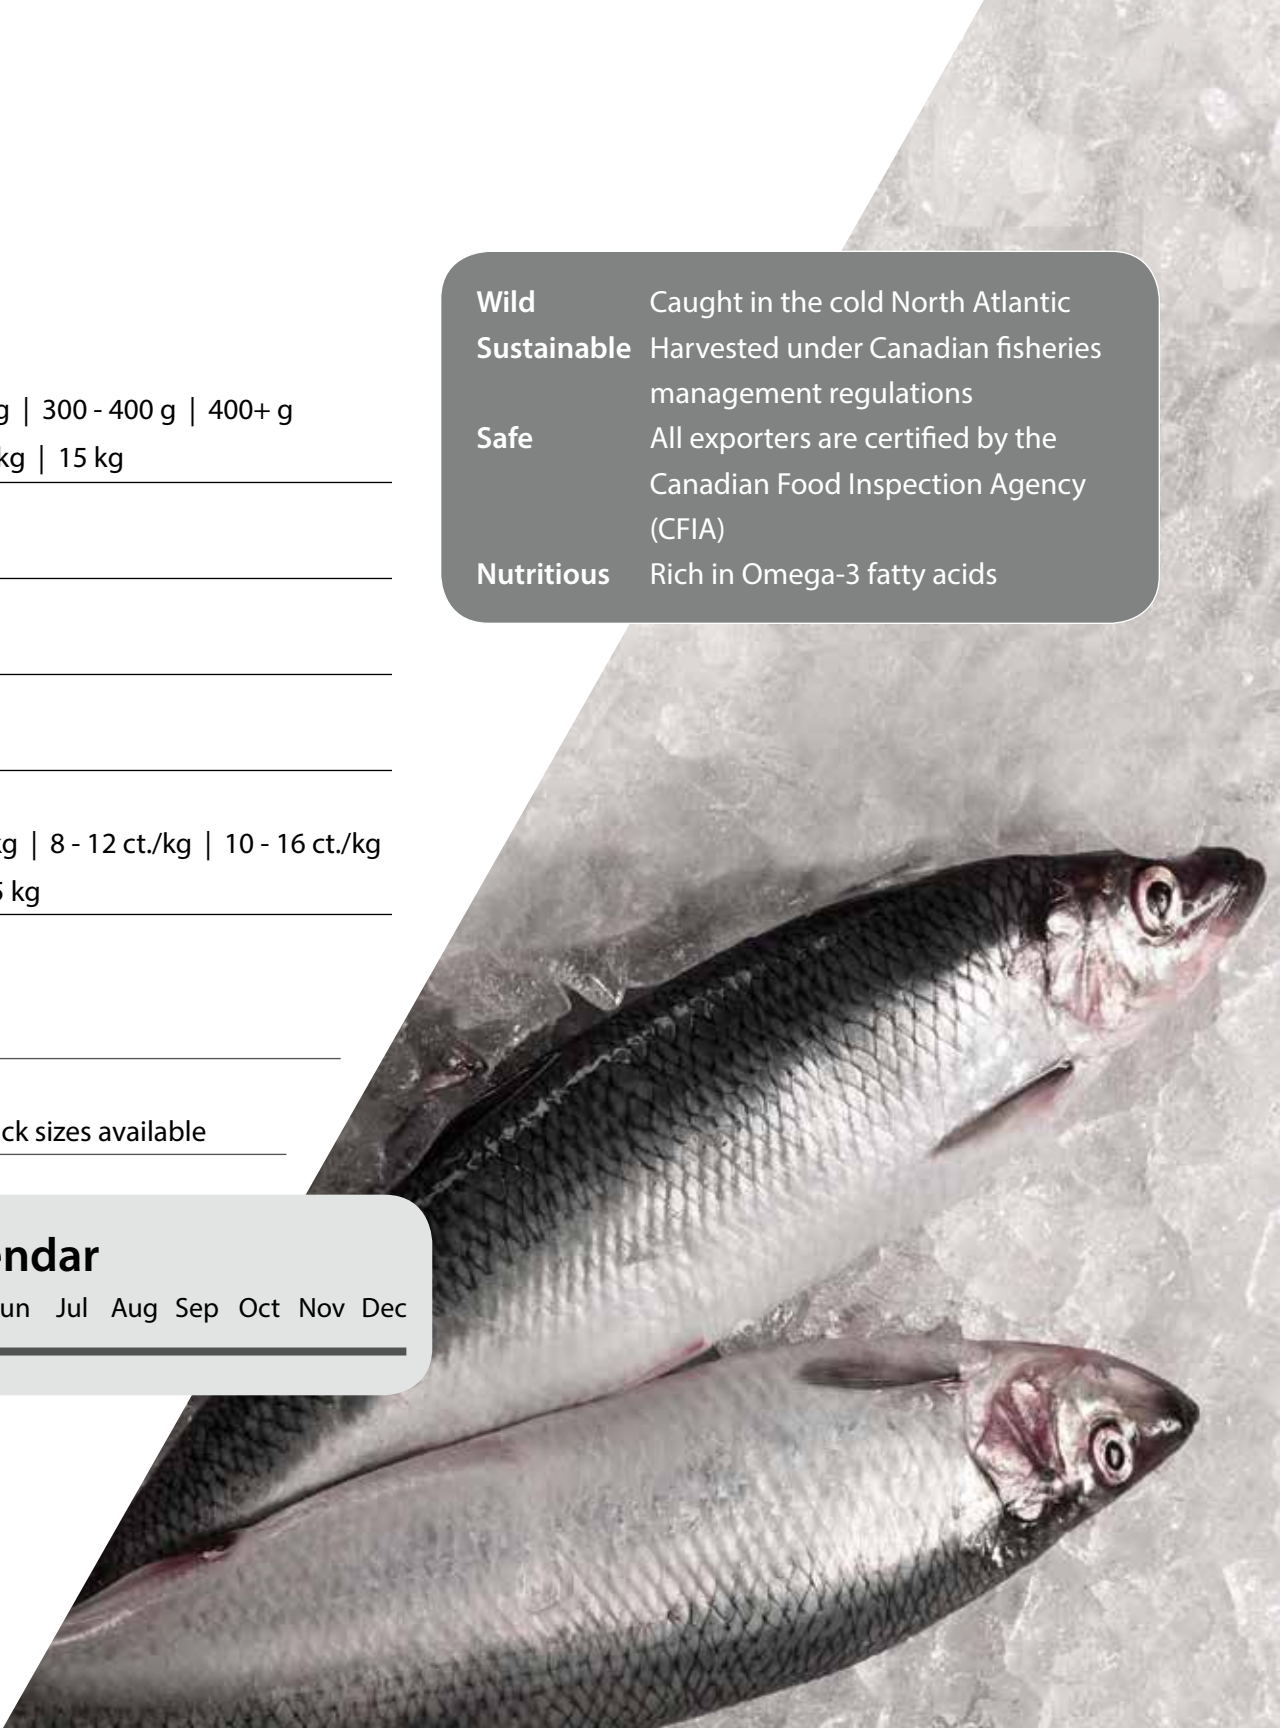 Wild Caught in the cold North Atlantic
Sustainable Harvested under Canadian fisheries
management regulations
Safe All exporters are certified by the
Canadian Food Inspection Agency
(CFIA)
Nutritious Rich in Omega-3 fatty acids
g | 300 - 400 g | 400+ g
kg | 15 kg
kg | 8 - 12 ct./kg | 10 - 16 ct./kg
kg
sizes available
Jul Aug Sep Oct Nov Dec